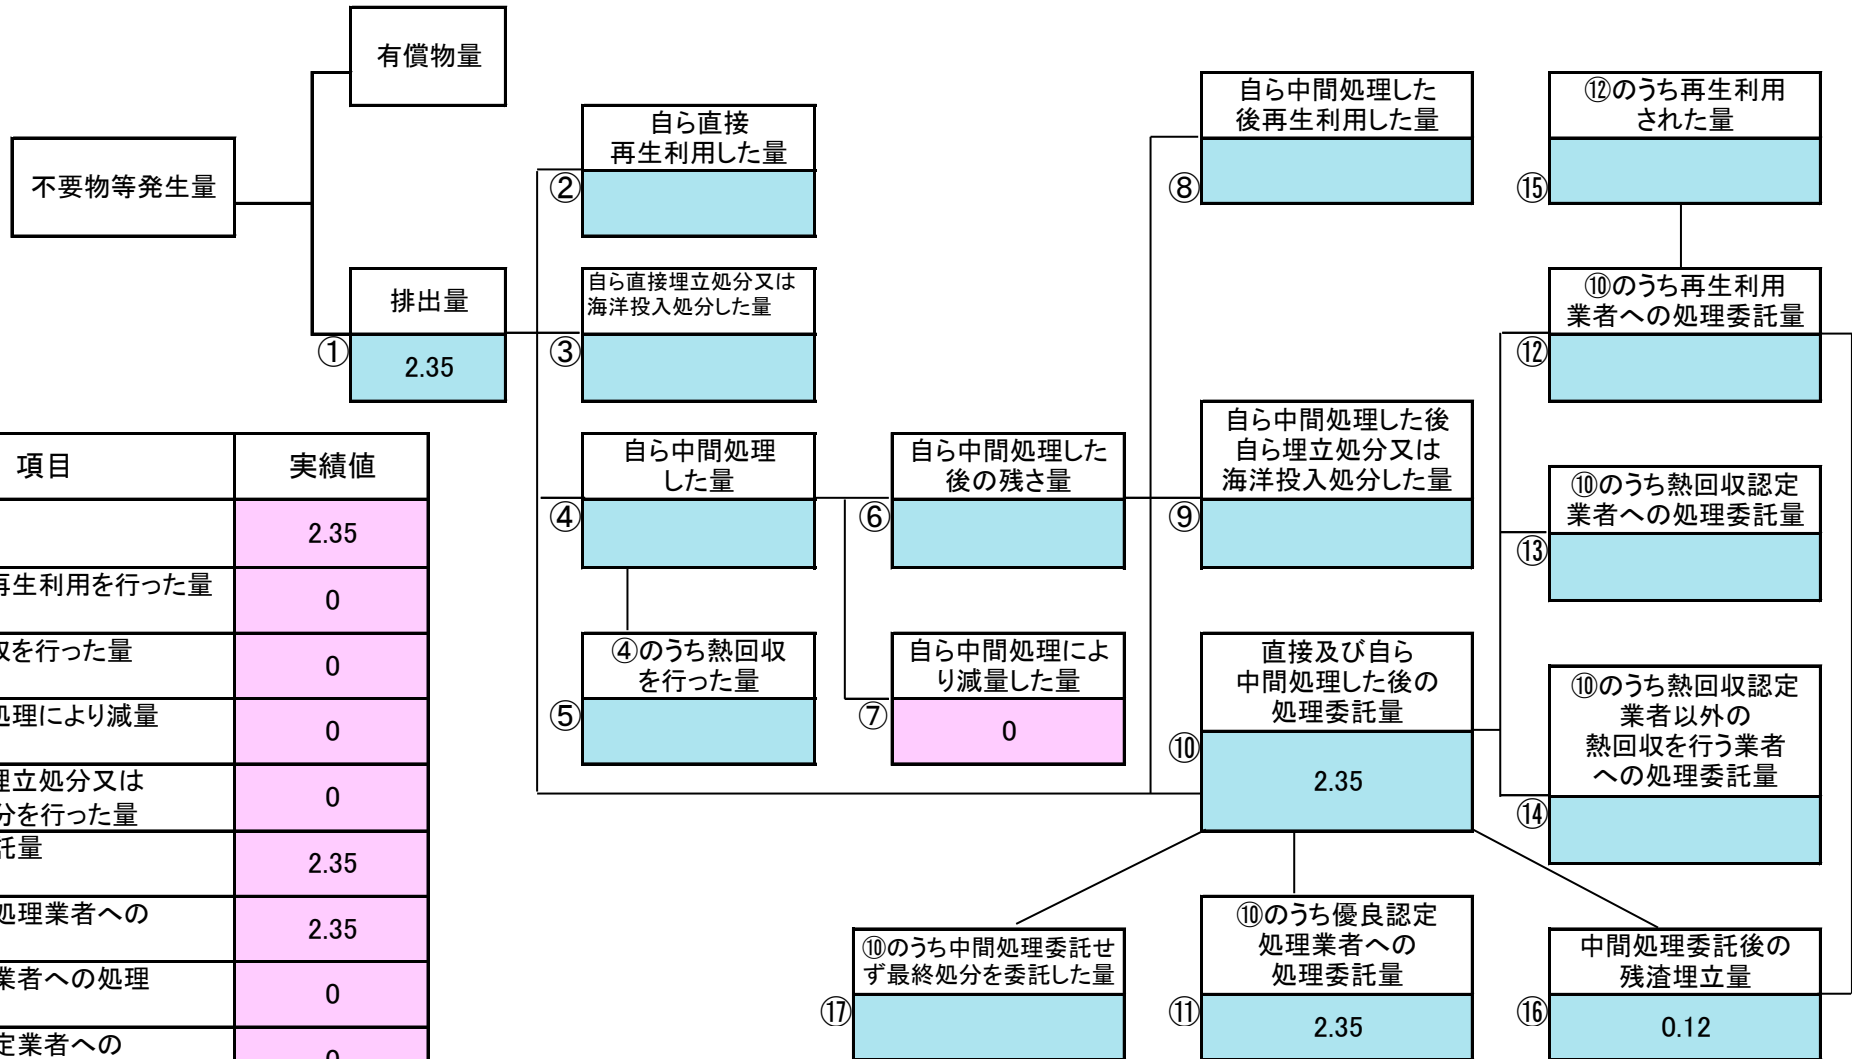 有償物量
不要物等発生量
排出量
①
2.35
自ら直接
再生利用した量
②
自ら直接埋立処分又は
海洋投入処分した量
③
自ら中間処理
した量
④
④のうち熱回収
を行った量
⑤
自ら中間処理した
後の残さ量
⑥
自ら中間処理によ
り減量した量
⑦
0
自ら中間処理した
後再生利用した量
⑧
自ら中間処理した後
自ら埋立処分又は
海洋投入処分した量
⑨
直接及び自ら
中間処理した後の
処理委託量
⑩
2.35
⑫のうち再生利用
された量
⑮
⑩のうち再生利用
業者への処理委託量
⑫
⑩のうち熱回収認定
業者への処理委託量
⑬
⑩のうち熱回収認定
業者以外の
熱回収を行う業者
への処理委託量
⑭
⑩のうち中間処理委託せ
ず最終処分を委託した量
⑰
⑩のうち優良認定
処理業者への
処理委託量
⑪
2.35
中間処理委託後の
残渣埋立量
⑯
0.12
項目 実績値
2.35
再生利用を行った量
0
を行った量
0
処理により減量
0
埋立処分又は
分を行った量
0
託量
2.35
処理業者への
2.35
業者への処理
0
定業者への
0